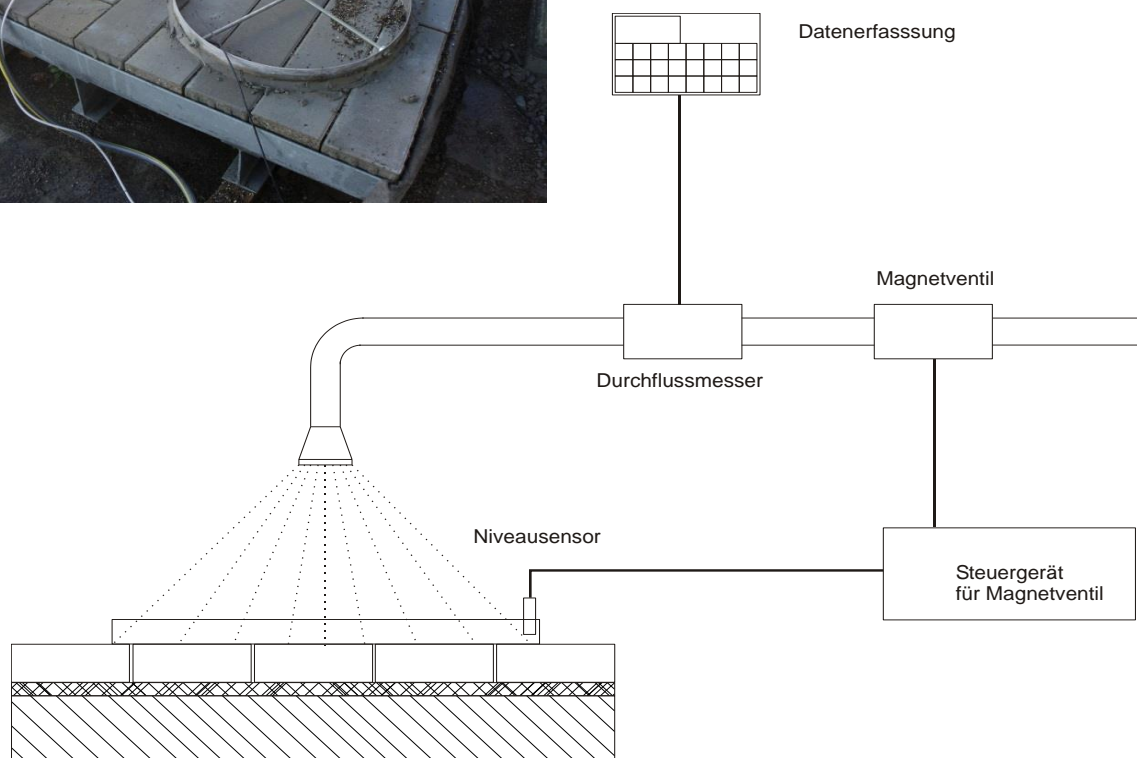 Datenerfasssung
Magnetventil
Durchflussmesser
Niveausensor
Steuergerät
für Magnetventil